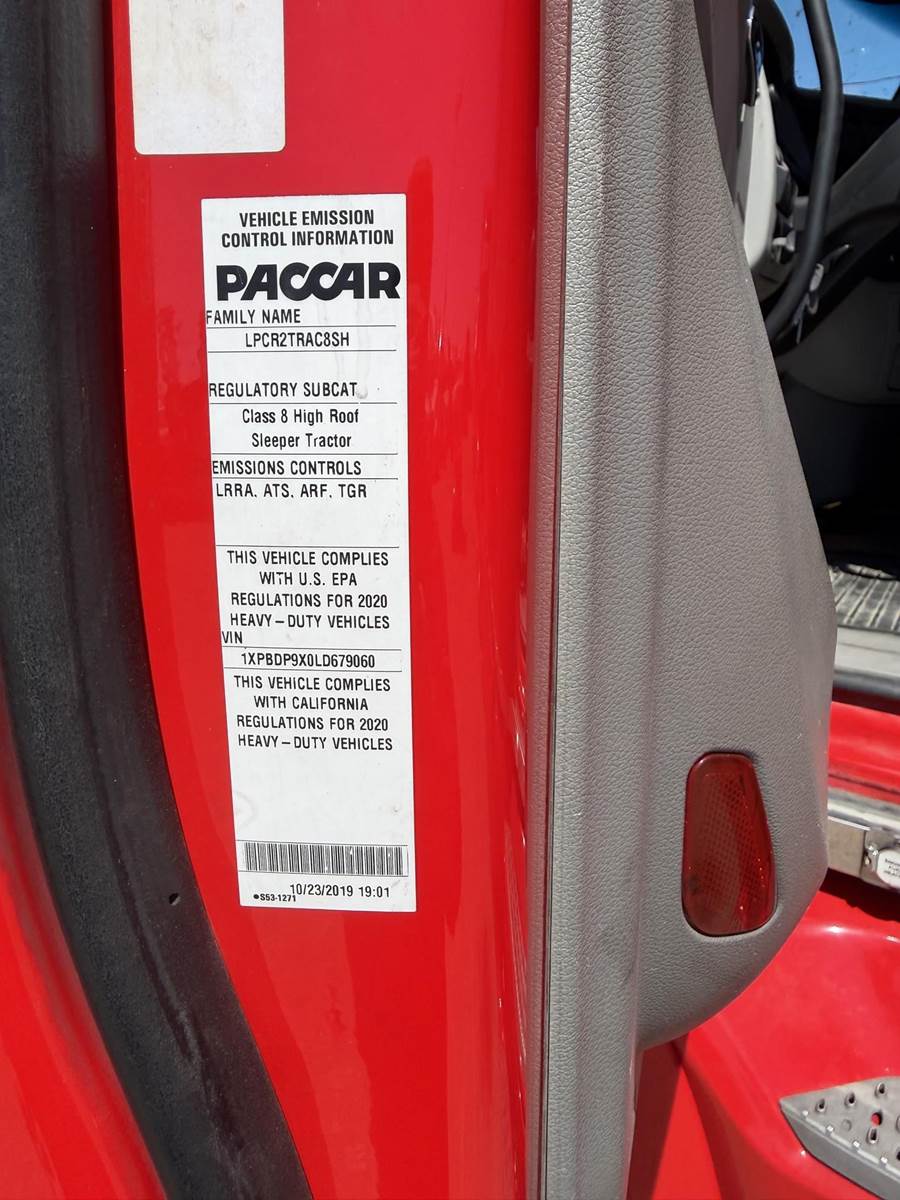 VEHICLE EMISSION
CONTROL INFORMATION
PACCAR
FAMILY NAME
LPCR2TRAC8SH
REGULATORY SUBCAT
Class 8 High Roof
Sleeper Tractor
EMISSIONS CONTROLS
LRRA. ATS. ARF. TGR
THIS VEHICLE COMPLIES
WITH U.S. EPA
REGULATIONS FOR 2020
HEAVY-DUTY VEHICLES
VIN
1XPBDP9X0LD679060
THIS VEHICLE COMPLIES
WITH CALIFORNIA
REGULATIONS FOR 2020
HEAVY-DUTY VEHICLES
10/23/2019 19:01
●S53-1271